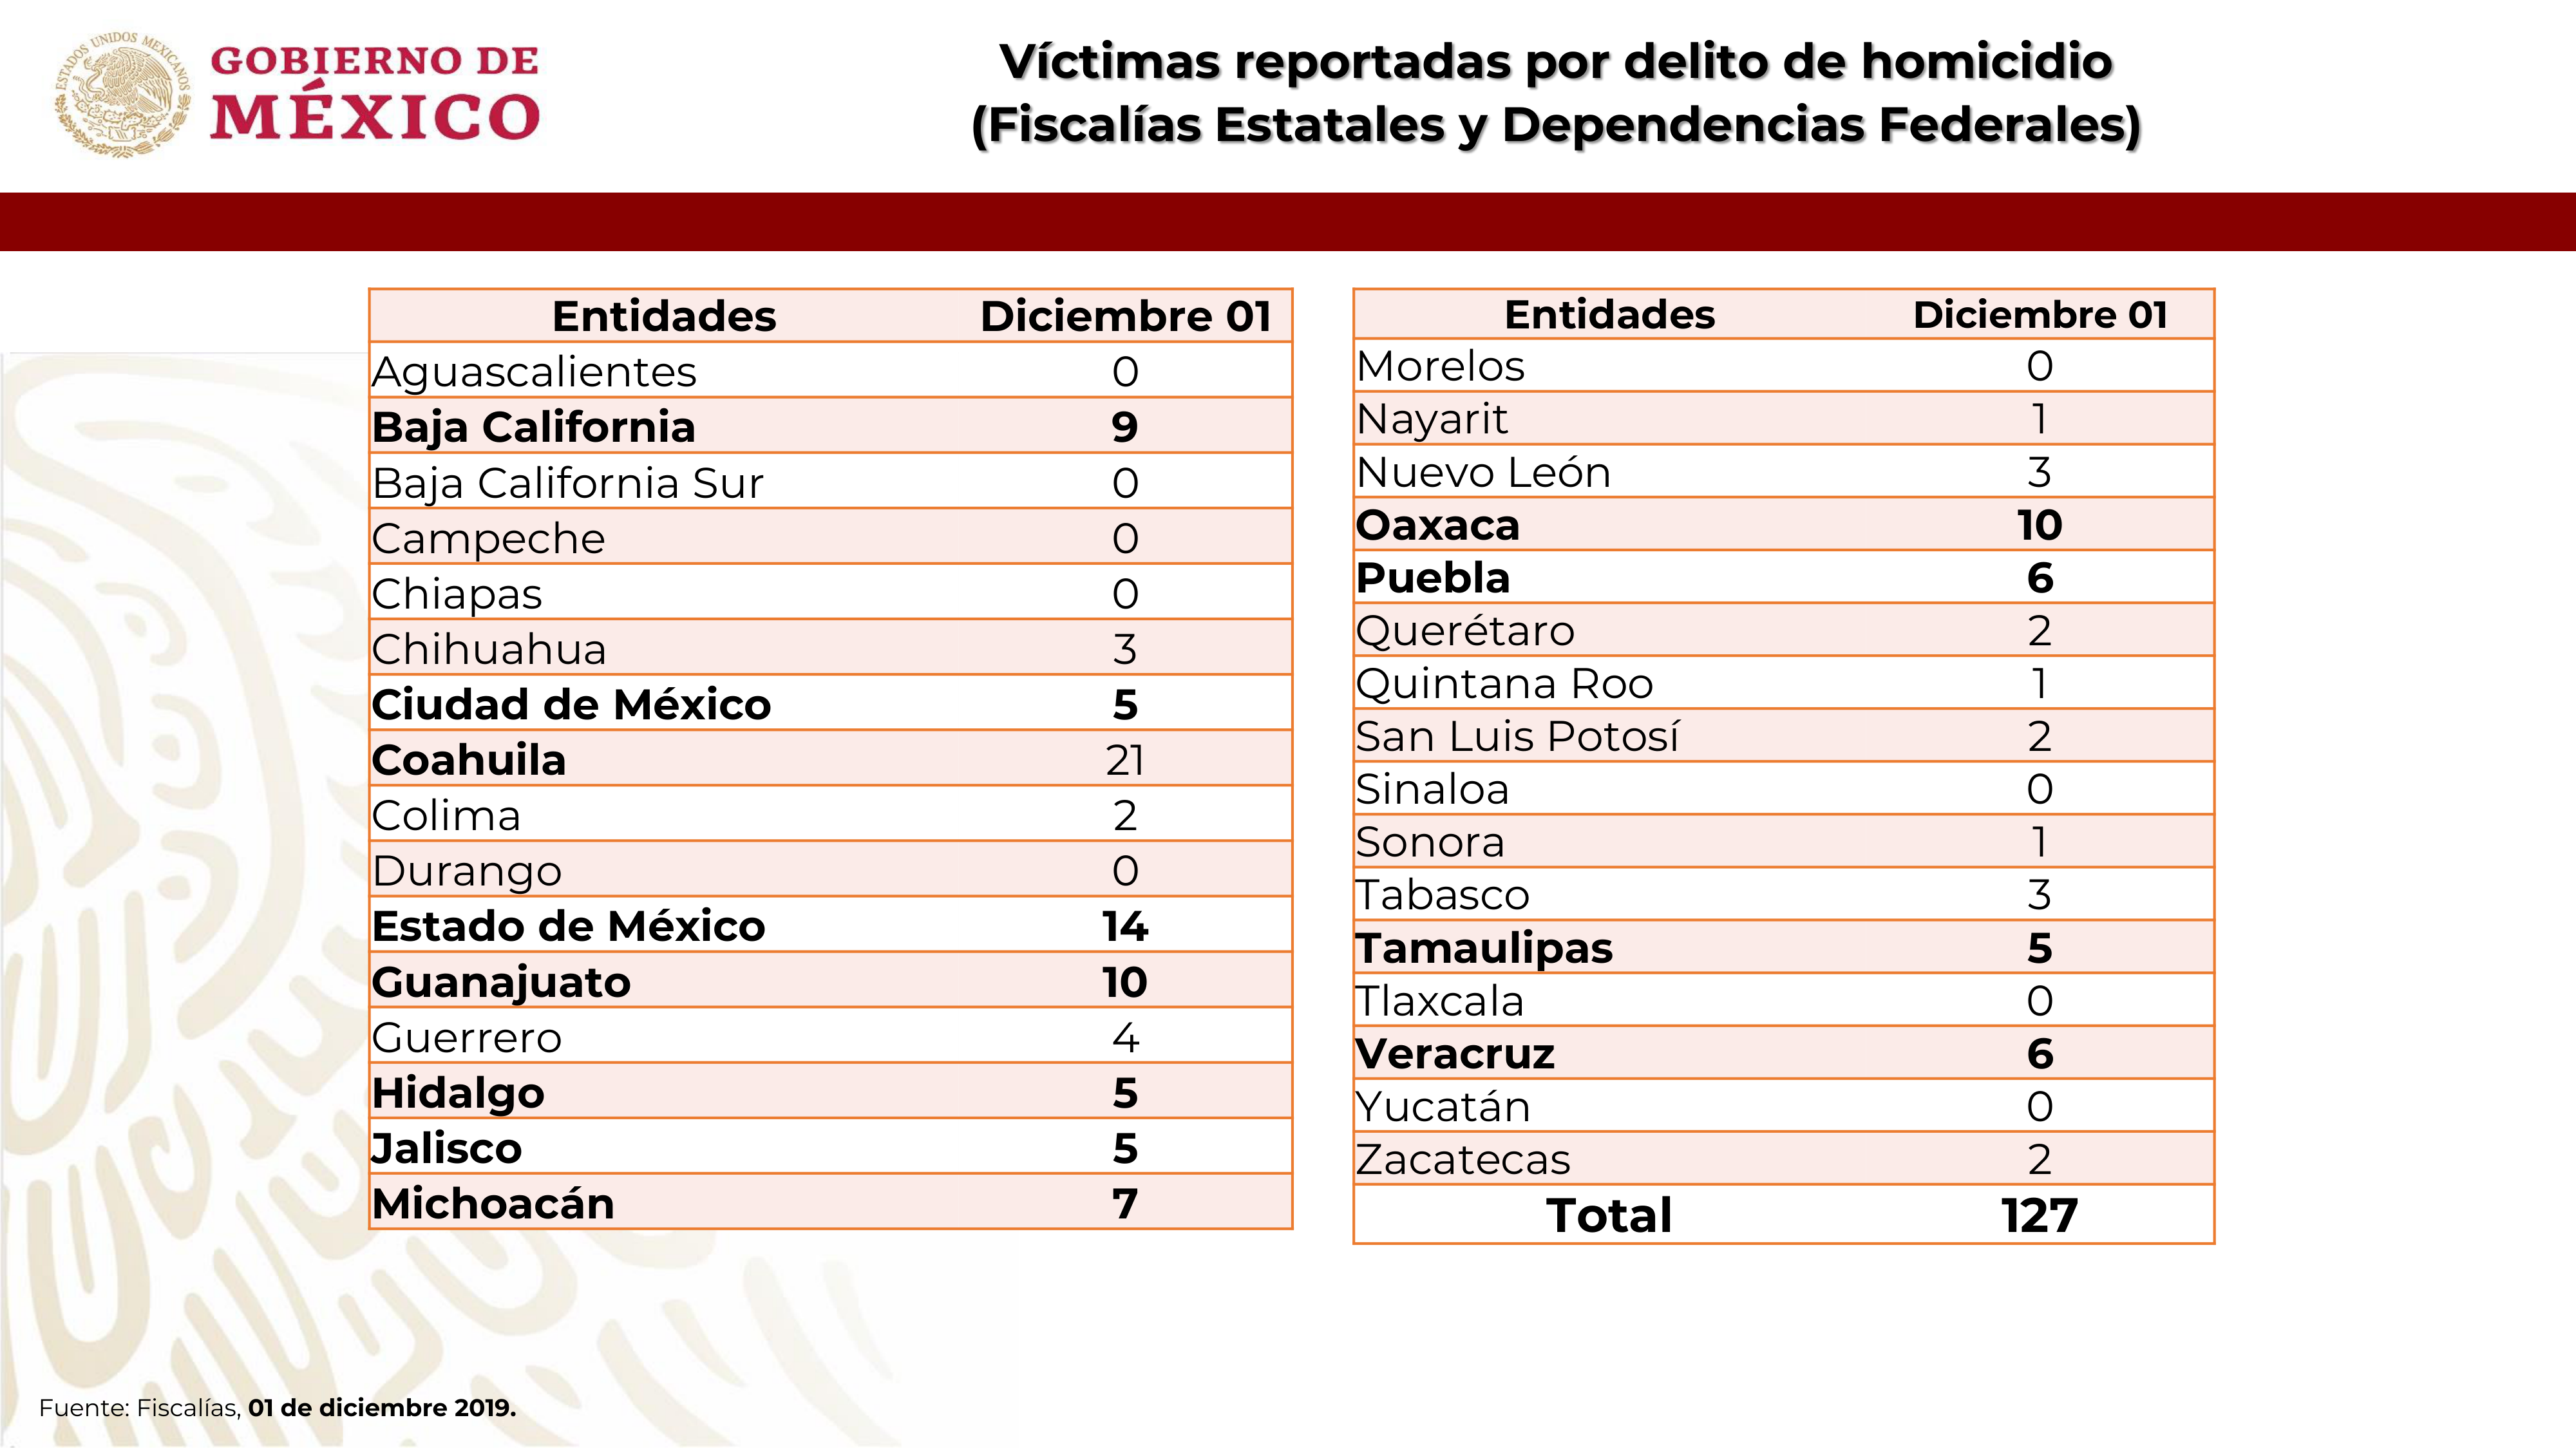 ESTADOS UNIDOS MEXICANOS
GOBIERNO DE
MÉXICO
Víctimas reportadas por delito de homicidio
(Fiscalías Estatales y Dependencias Federales)
Entidades Diciembre 01
Aguascalientes 0
Baja California 9
Baja California Sur 0
Campeche 0
Chiapas 0
Chihuahua 3
Ciudad de México 5
Coahuila 21
Colima 2
Durango 0
Estado de México 14
Guanajuato 10
Guerrero 4
Hidalgo 5
Jalisco 5
Michoacán 7
Entidades Diciembre 01
Morelos 0
Nayarit 1
Nuevo León 3
Oaxaca 10
Puebla 6
Querétaro 2
Quintana Roo 1
San Luis Potosí 2
Sinaloa 0
Sonora 1
Tabasco 3
Tamaulipas 5
Tlaxcala 0
Veracruz 6
Yucatán 0
Zacatecas 2
Total 127
Fuente: Fiscalías, 01 de diciembre 2019.